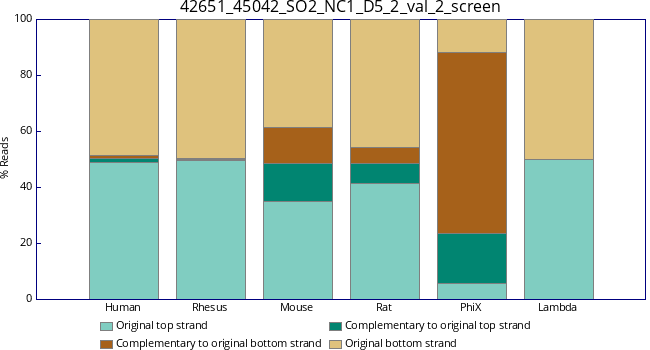 42651_45042_SO2_NC1_D5_2_val_2_screen
100
80
60
40
20
0
% Reads
Human Rhesus Mouse Rat PhiX Lambda
Original top strand Complementary to original top strand
Complementary to original bottom strand Original bottom strand